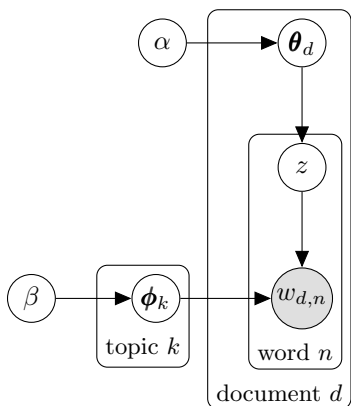 α
θ_d
z
β
ϕ_k
w_{d,n}
topic k
word n
document d